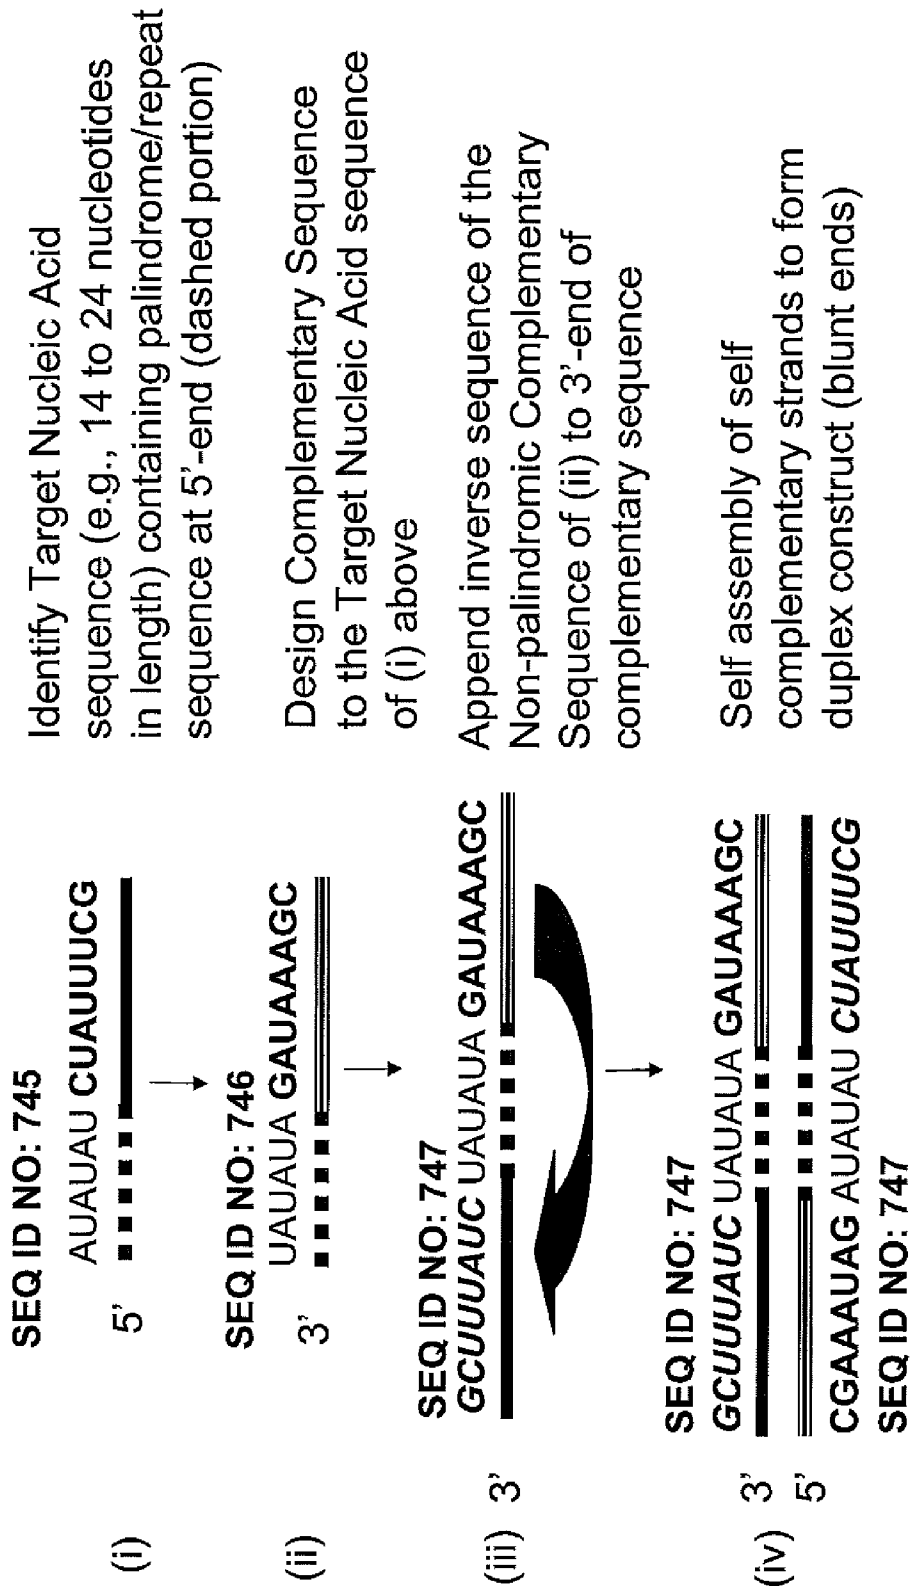 SEQ ID NO: 745
(i) 5' AUAUAU CUAUUUCG
Identify Target Nucleic Acid
sequence (e.g., 14 to 24 nucleotides
in length) containing palindrome/repeat
sequence at 5'-end (dashed portion)
SEQ ID NO: 746
UAUAUA GAUAAAGC
(ii) 3'
Design Complementary Sequence
to the Target Nucleic Acid sequence
of (i) above
SEQ ID NO: 747
GCUUUAUC UAUAUA GAUAAAGC
(iii) 3'
Append inverse sequence of the
Non-palindromic Complementary
Sequence of (ii) to 3'-end of
complementary sequence
SEQ ID NO: 747
GCUUUAUC UAUAUA GAUAAAGC
(iv) 3'
5'
CGAAAUAG AUAUAU CUAUUUCG
SEQ ID NO: 747
Self assembly of self
complementary strands to form
duplex construct (blunt ends)